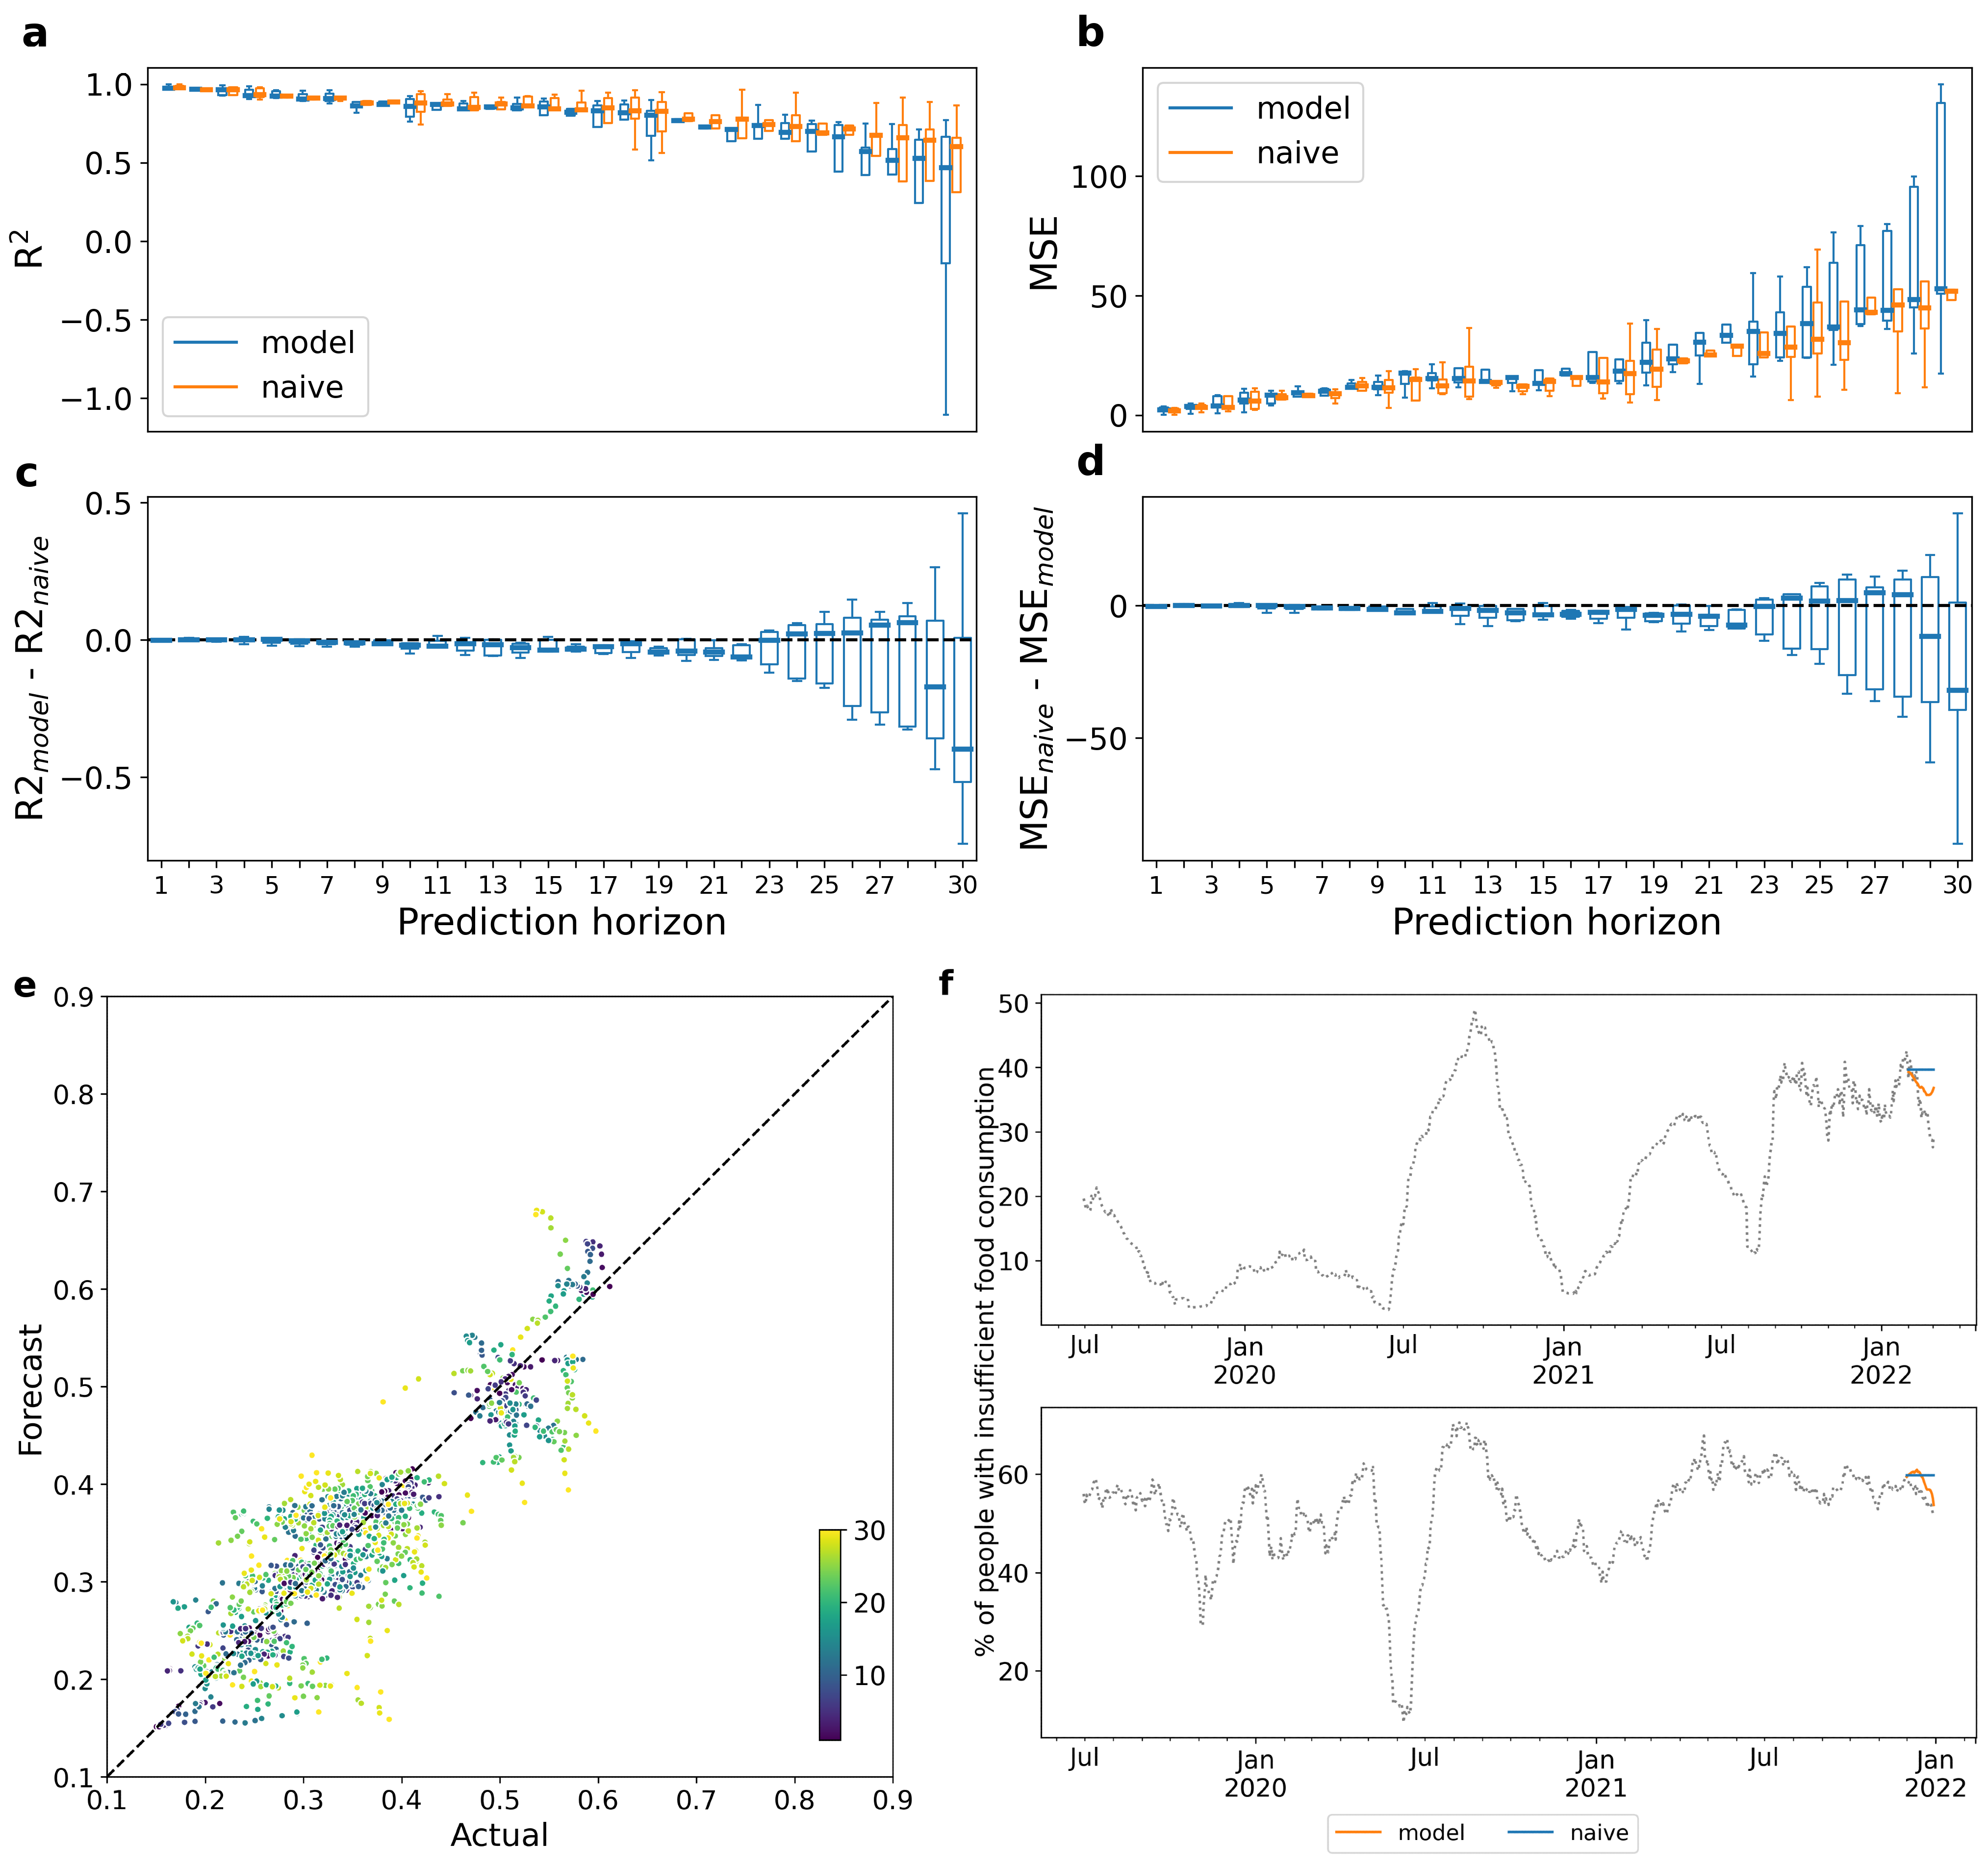 a
1.0
0.5
0.0
−0.5
−1.0
R²
model
naive
b
100
50
0
MSE
model
naive
c
0.5
0.0
−0.5
R2model - R2naive
1 3 5 7 9 11 13 15 17 19 21 23 25 27 30
Prediction horizon
d
0
−50
MSEnaive - MSEmodel
1 3 5 7 9 11 13 15 17 19 21 23 25 27 30
Prediction horizon
e
0.9
0.8
0.7
0.6
0.5
0.4
0.3
0.2
0.1
Forecast
30
20
10
0.1 0.2 0.3 0.4 0.5 0.6 0.7 0.8 0.9
Actual
f
% of people with insufficient food consumption
50
40
30
20
10
Jul Jan Jul Jan Jul Jan
2020 2021 2022
60
40
20
Jul Jan Jul Jan Jul Jan
2020 2021 2022
model naive